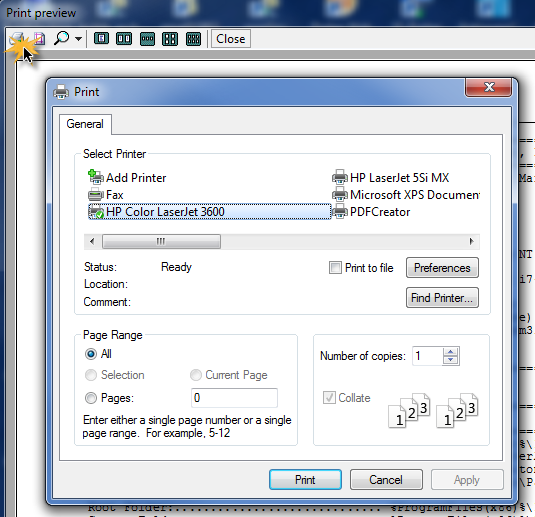 Print preview
Close
Print
General
Select Printer
Add Printer
HP LaserJet 5Si MX
Fax
Microsoft XPS Documen
HP Color LaserJet 3600
PDFCreator
Status: Ready
Print to file
Preferences
Location:
Comment:
Find Printer...
Page Range
All
Number of copies: 1
Selection
Current Page
Pages: 0
Collate
1 2 3 1 2 3
Enter either a single page number or a single
page range. For example, 5-12
Print
Cancel
Apply
Root Folder:............................ %ProgramFiles(x86)%\